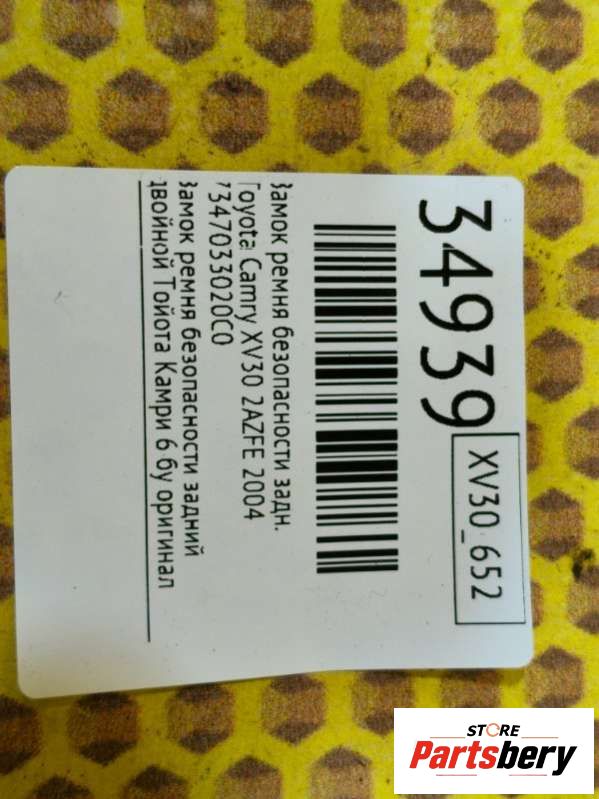 34939
XV30_652
Замок ремня безопасности задн.
Toyota Camry XV30 2AZFE 2004
7347033020C0
Замок ремня безопасности задний
двойной Тойота Камри 6 бу оригинал
STORE
Partsbery